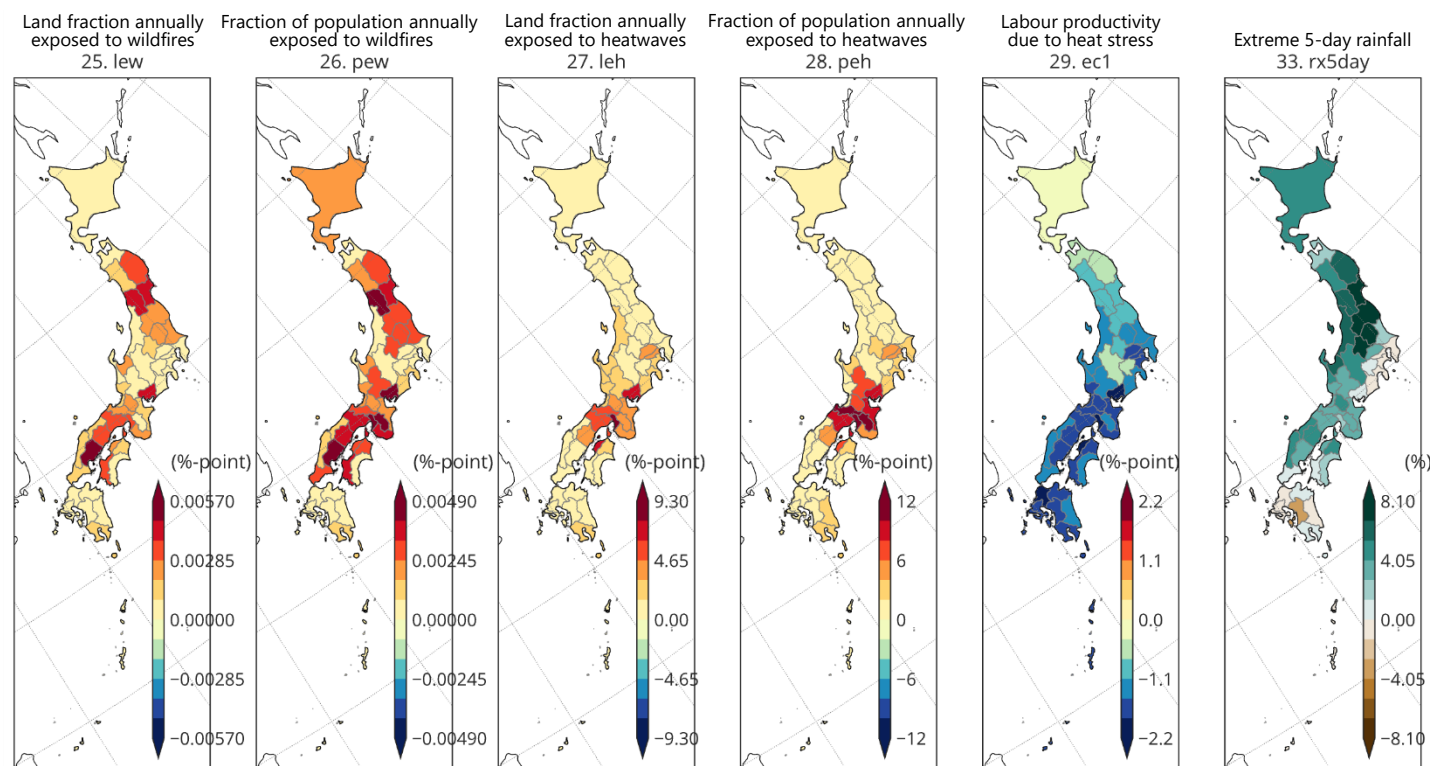 Land fraction annually
exposed to wildfires
25. lew
Fraction of population annually
exposed to wildfires
26. pew
Land fraction annually
exposed to heatwaves
27. leh
Fraction of population annually
exposed to heatwaves
28. peh
Labour productivity
due to heat stress
29. ec1
Extreme 5-day rainfall
33. rx5day
(%-point)
0.00570
0.00285
0.00000
−0.00285
−0.00570
(%-point)
0.00490
0.00245
0.00000
−0.00245
−0.00490
(%-point)
9.30
4.65
0.00
−4.65
−9.30
(%-point)
12
6
0
−6
−12
(%-point)
2.2
1.1
0.0
−1.1
−2.2
(%)
8.10
4.05
0.00
−4.05
−8.10